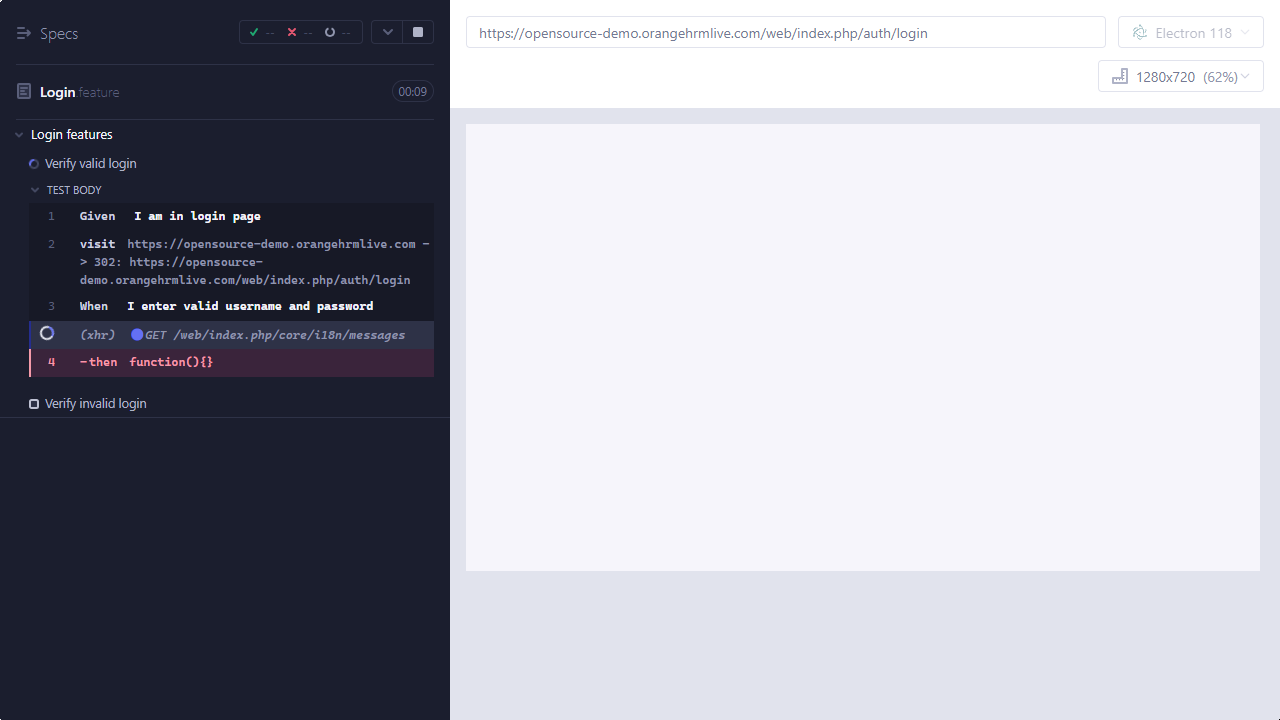 Specs
-- -- --
https://opensource-demo.orangehrmlive.com/web/index.php/auth/login
Electron 118
1280x720 (62%)
Login.feature
00:09
Login features
Verify valid login
TEST BODY
1 Given I am in login page
2 visit https://opensource-demo.orangehrmlive.com -
> 302: https://opensource-
demo.orangehrmlive.com/web/index.php/auth/login
3 When I enter valid username and password
(xhr) GET /web/index.php/core/i18n/messages
4 -then function(){}
Verify invalid login